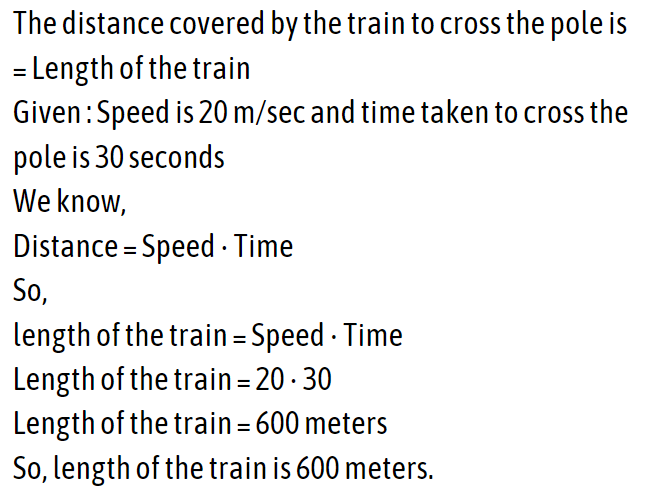 The distance covered by the train to cross the pole is
= Length of the train
Given : Speed is 20 m/sec and time taken to cross the
pole is 30 seconds
We know,
Distance = Speed · Time
So,
length of the train = Speed · Time
Length of the train = 20 · 30
Length of the train = 600 meters
So, length of the train is 600 meters.